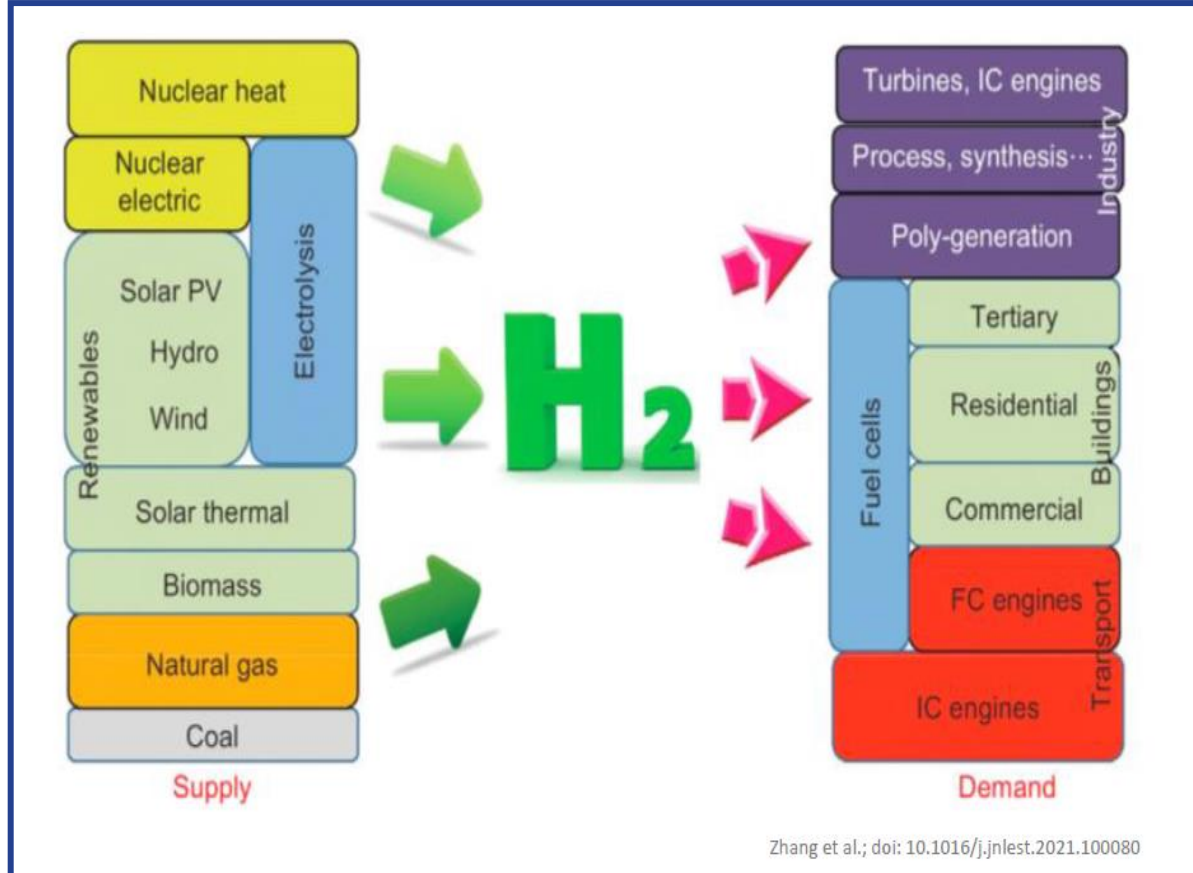 Nuclear heat
Nuclear
electric
Electrolysis
Renewables
Solar PV
Hydro
Wind
Solar thermal
Biomass
Natural gas
Coal
Supply
H2
Turbines, IC engines
Process, synthesis···
Poly-generation
Industry
Fuel cells
Tertiary
Residential
Commercial
Buildings
FC engines
IC engines
Transport
Demand
Zhang et al.; doi: 10.1016/j.jnlest.2021.100080